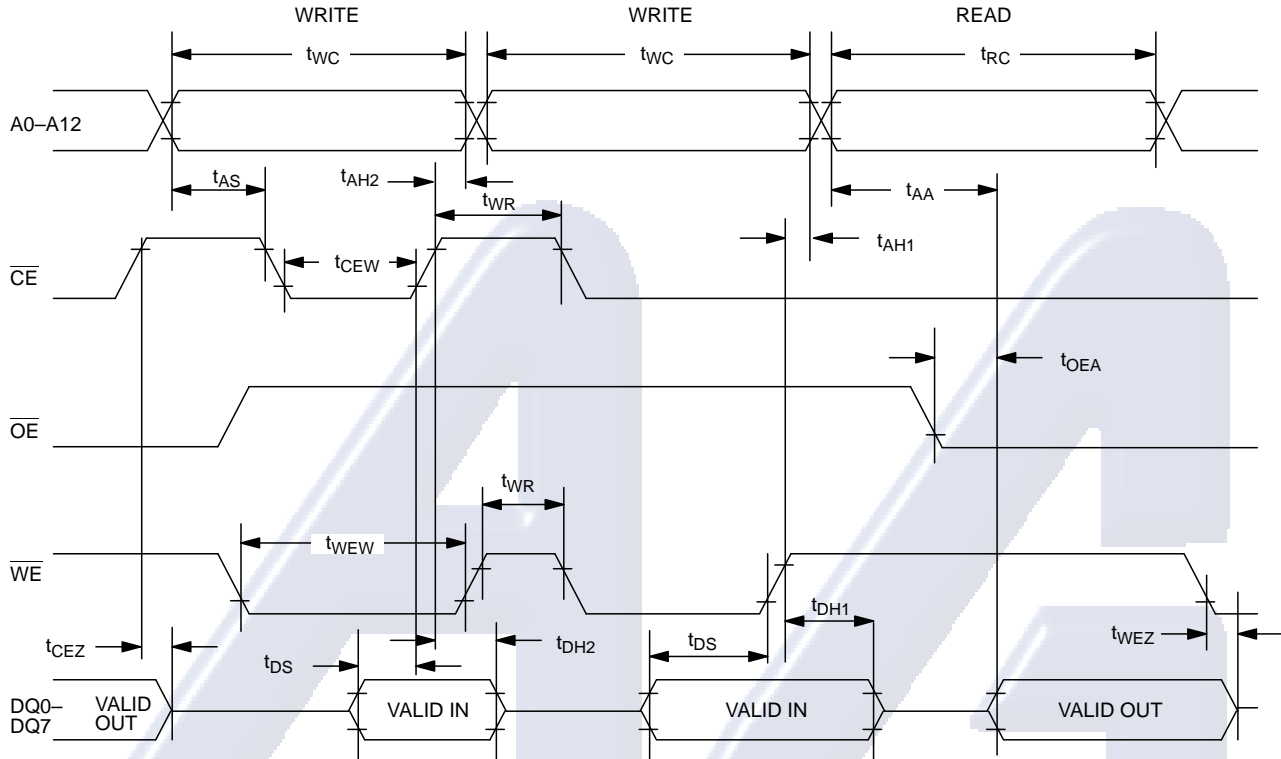 WRITE WRITE READ
tWC tWC tRC
A0–A12
tAS tAH2 tWR tAA
tAH1
CE tCEW
tOEA
OE
tWR
tWEW
WE
tDH1
tCEZ tDS tDH2 tDS tWEZ
DQ0–
DQ7 VALID
OUT VALID IN VALID IN VALID OUT